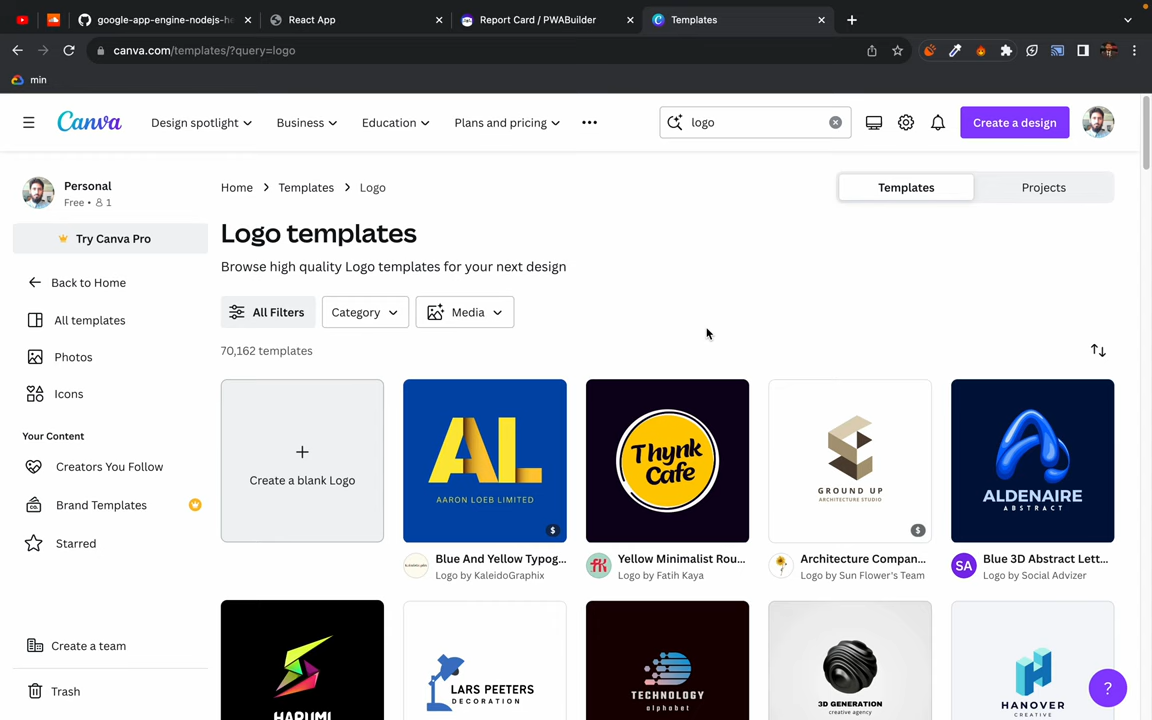 google-app-engine-nodejs-he
React App
Report Card / PWABuilder
Templates
canva.com/templates/?query=logo
min
Canva
Design spotlight
Business
Education
Plans and pricing
logo
Create a design
Personal
Free • 1
Try Canva Pro
Back to Home
All templates
Photos
Icons
Your Content
Creators You Follow
Brand Templates
Starred
Create a team
Trash
Home > Templates > Logo
Templates
Projects
Logo templates
Browse high quality Logo templates for your next design
All Filters
Category
Media
70,162 templates
+
Create a blank Logo
AL
AARON LOEB LIMITED
$
Blue And Yellow Typog...
Logo by KaleidoGraphix
Thynk
Cafe
Yellow Minimalist Rou...
Logo by Fatih Kaya
GROUND UP
ARCHITECTURE STUDIO
$
Architecture Compan...
Logo by Sun Flower's Team
ALDENAIRE
ABSTRACT
SA
Blue 3D Abstract Lett...
Logo by Social Advizer
HARUMI
LARS PEETERS
DECORATION
TECHNOLOGY
alphabet
3D GENERATION
creative agency
HANOVER
CREATIVE
?